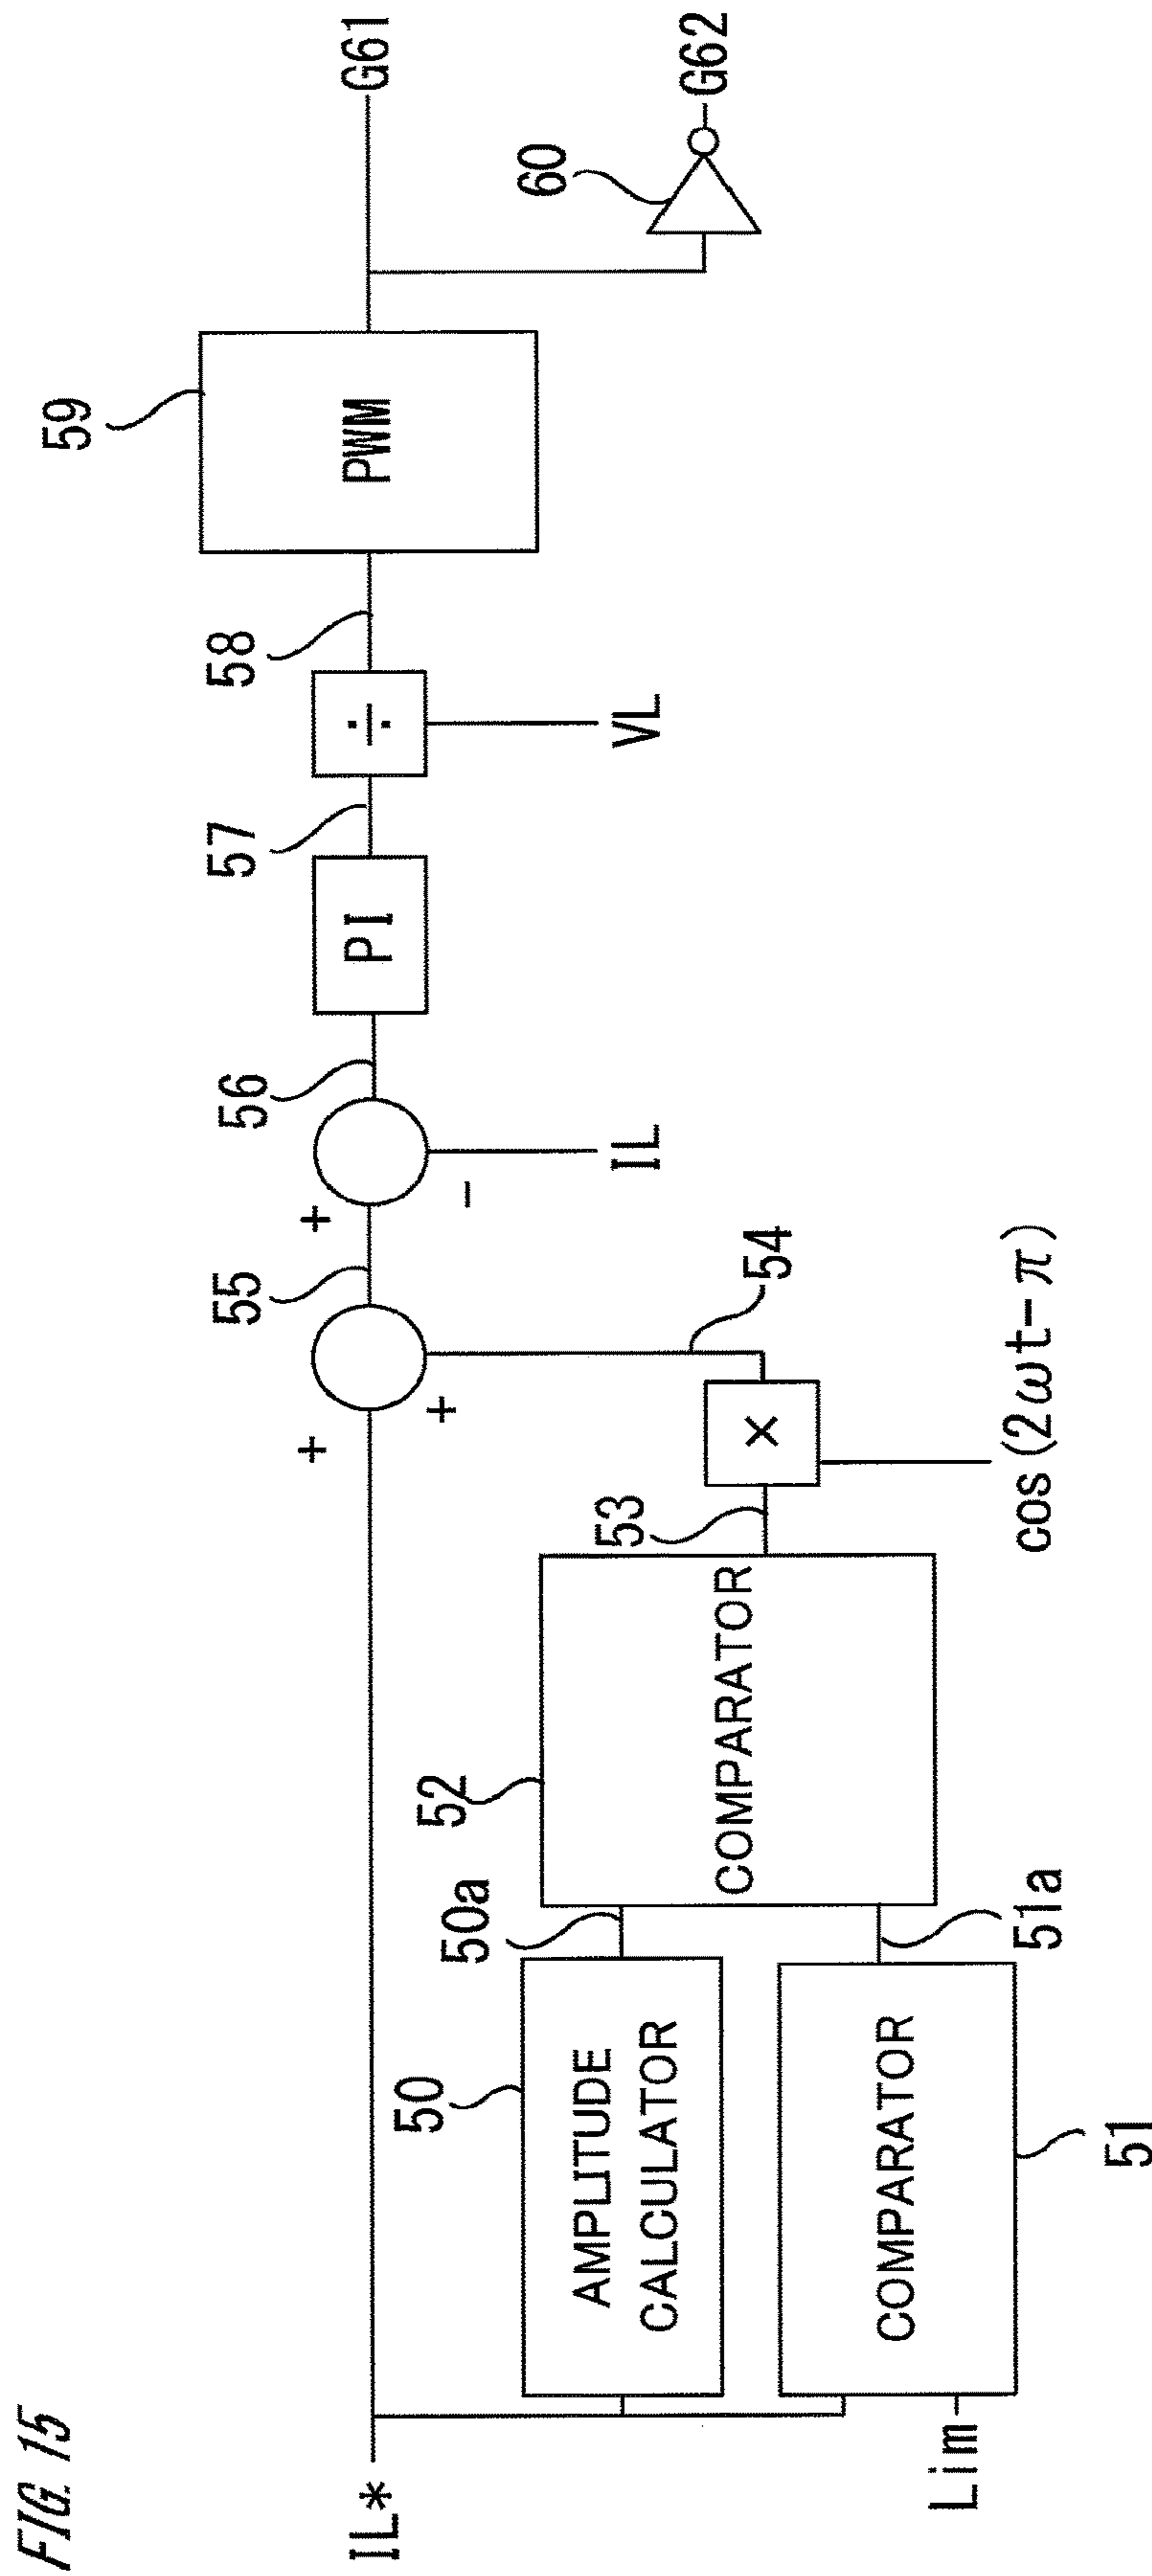 FIG. 15
IL*
Lim
50
AMPLITUDE
CALCULATOR
51
COMPARATOR
50a
51a
52
COMPARATOR
53
×
cos(2ωt-π)
54
+
+
55
+
-
IL
56
PI
57
÷
VL
58
59
PWM
60
G61
G62